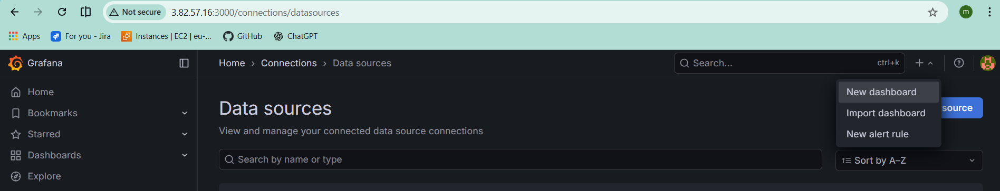 Not secure 3.82.57.16:3000/connections/datasources m
Apps For you - Jira Instances | EC2 | eu-... GitHub ChatGPT
Grafana
Home › Connections › Data sources
Search... ctrl+k
Home
Bookmarks
Starred
Dashboards
Explore
Data sources
View and manage your connected data source connections
Search by name or type
New dashboard
Import dashboard
New alert rule
source
Sort by A–Z